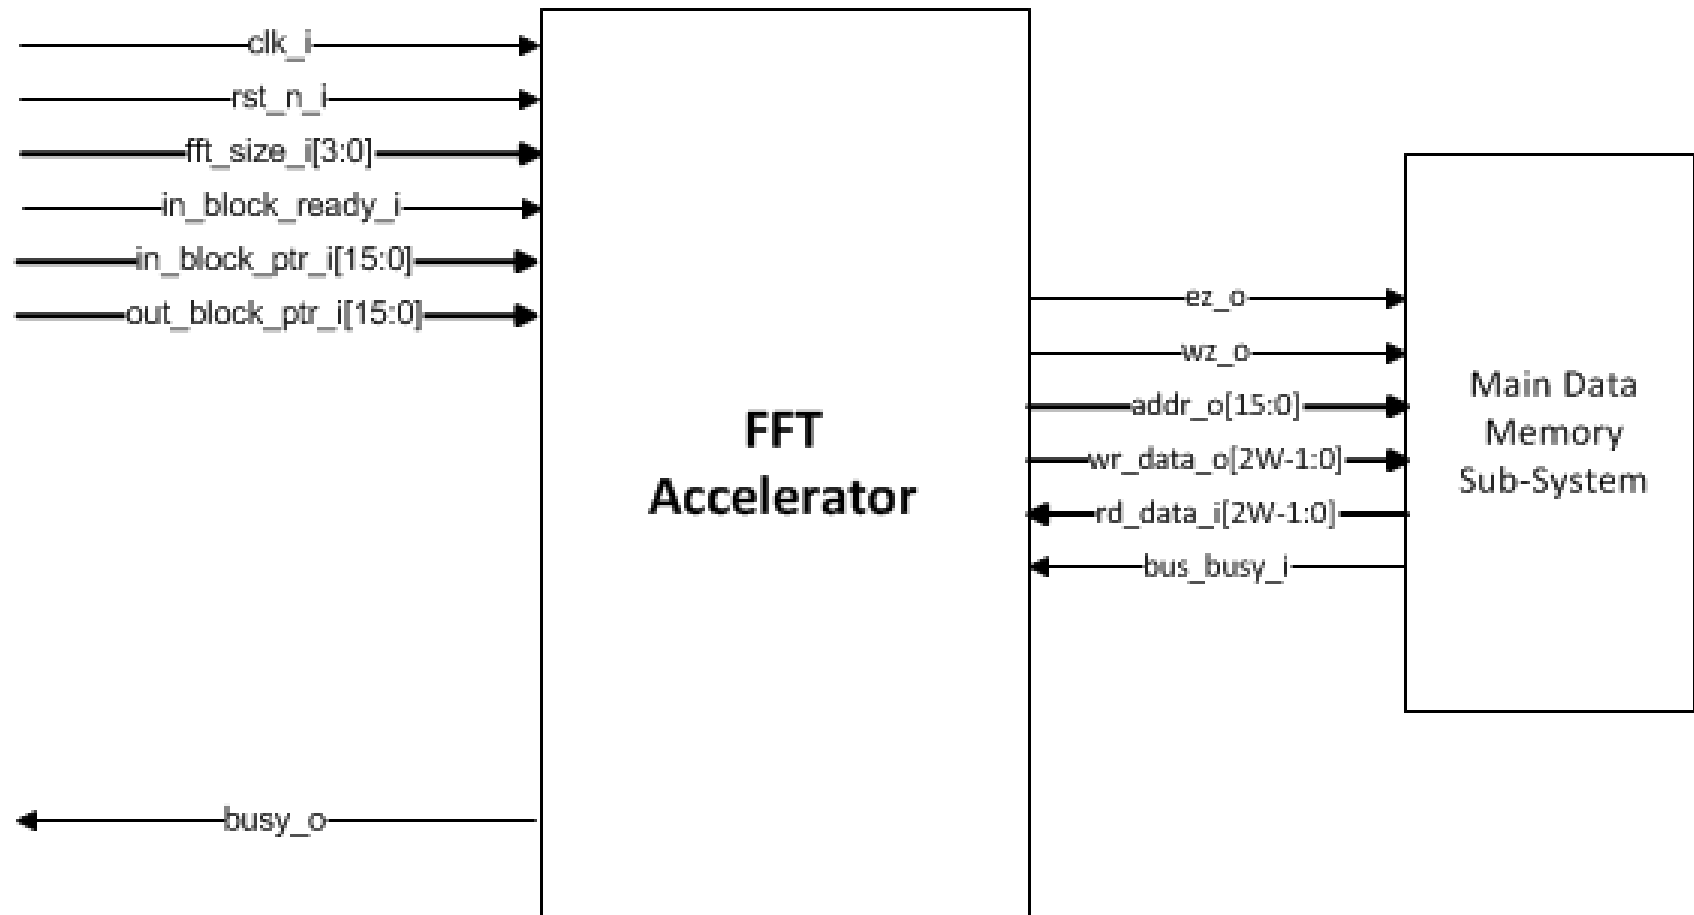 clk_i
rst_n_i
fft_size_i[3:0]
in_block_ready_i
in_block_ptr_i[15:0]
out_block_ptr_i[15:0]
busy_o
FFT
Accelerator
ez_o
wz_o
addr_o[15:0]
wr_data_o[2W-1:0]
rd_data_i[2W-1:0]
bus_busy_i
Main Data
Memory
Sub-System